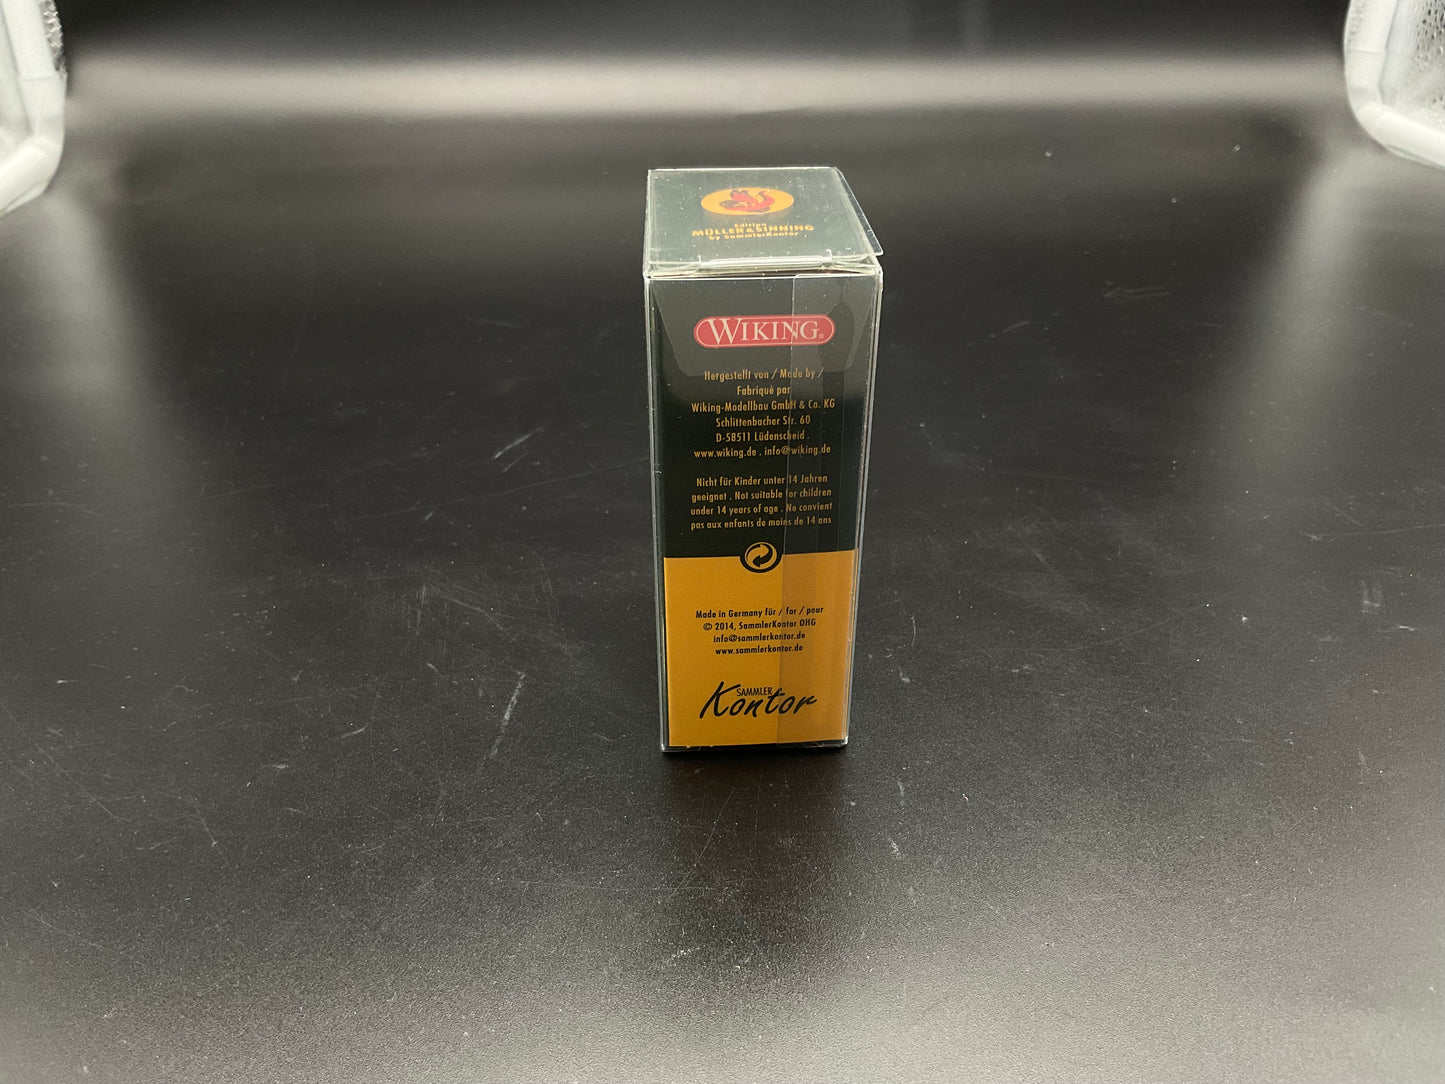 Edition
MÜLLER & SINNING
by SammlerKontor
WIKING®
Hergestellt von / Made by /
Fabriquè par
Wiking-Modellbau GmbH & Co. KG
Schlittenbacher Str. 60
D-58511 Lüdenscheid .
www.wiking.de . info@wiking.de
Nicht für Kinder unter 14 Jahren
geeignet . Not suitable for children
under 14 years of age . Ne convient
pas aux enfants de moins de 14 ans
Made in Germany für / for / pour
© 2014, SammlerKontor OHG
info@sammlerkontor.de
www.sammlerkontor.de
SAMMLER
Kontor